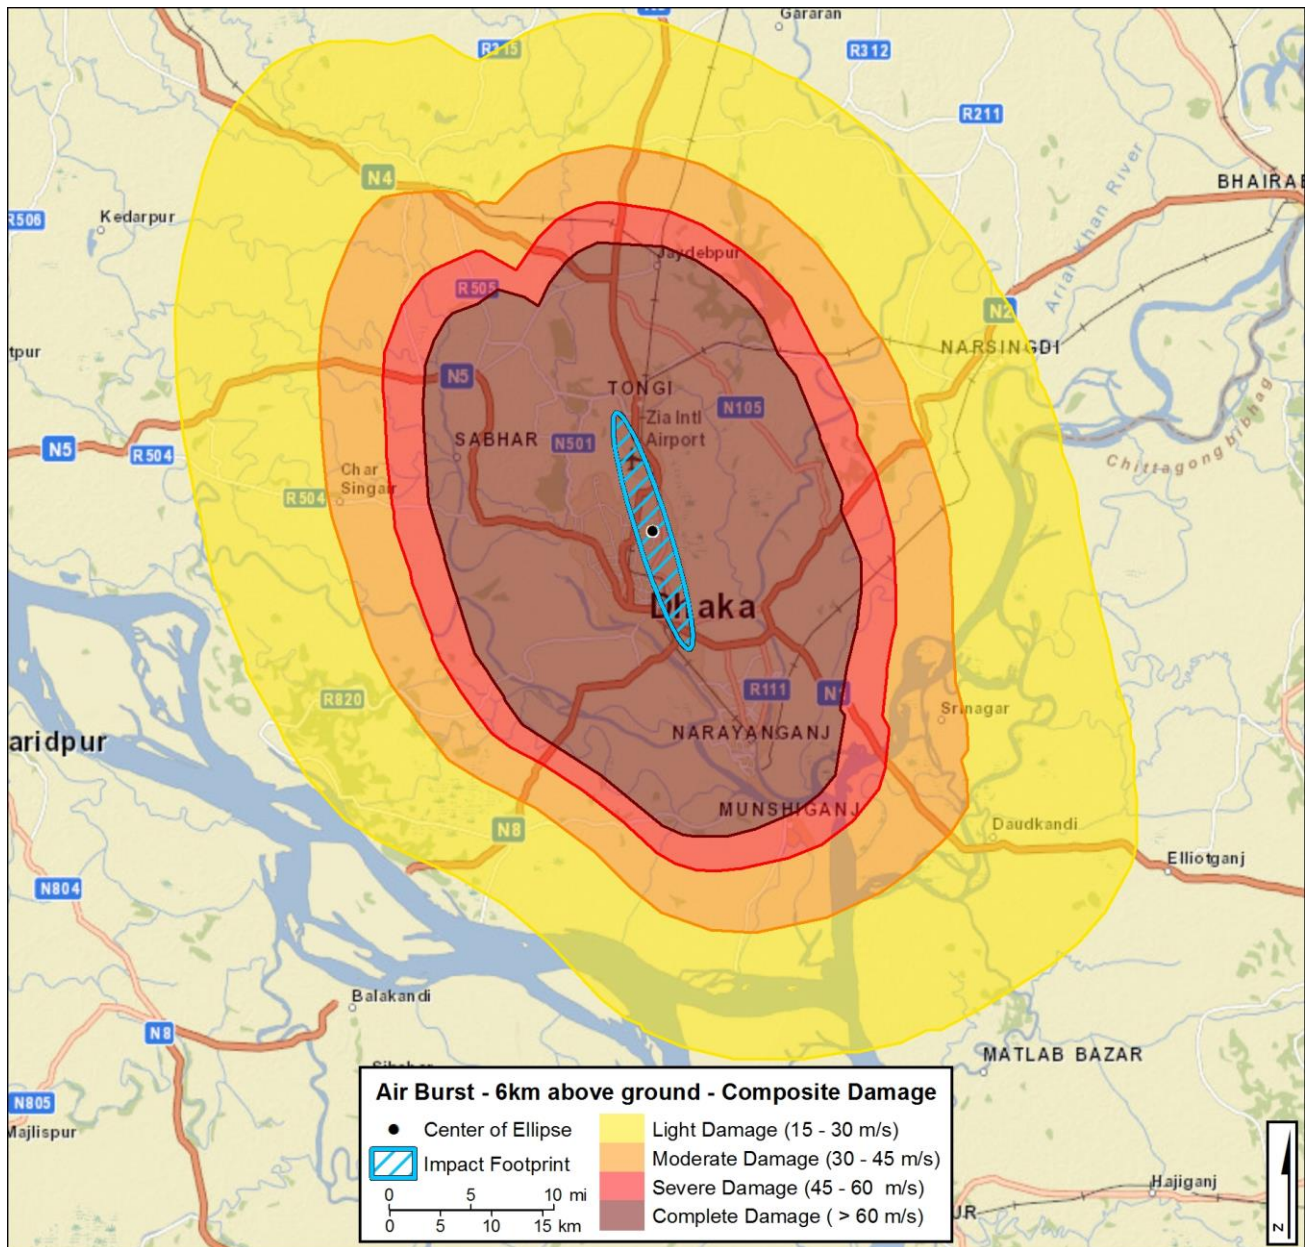 Gararan
R315
R312
R211
Arial Khan River
BHAIRAB
N4
R506
Kedarpur
Jaydebpur
R505
N2
NARSINGDI
tpur
N5
TONGI
N105
Zia Intl
Airport
Chittagong bibhag
N5
R504
SABHAR
N501
Char
Singair
R504
Dhaka
R820
R111
N1
Srinagar
aridpur
NARAYANGANJ
MUNSHIGANJ
N8
Daudkandi
Elliotganj
N804
Balakandi
N8
MATLAB BAZAR
N805
Majlispur
Hajiganj
UR
Air Burst - 6km above ground - Composite Damage
Center of Ellipse
Impact Footprint
0 5 10 mi
0 5 10 15 km
Light Damage (15 - 30 m/s)
Moderate Damage (30 - 45 m/s)
Severe Damage (45 - 60 m/s)
Complete Damage ( > 60 m/s)
N